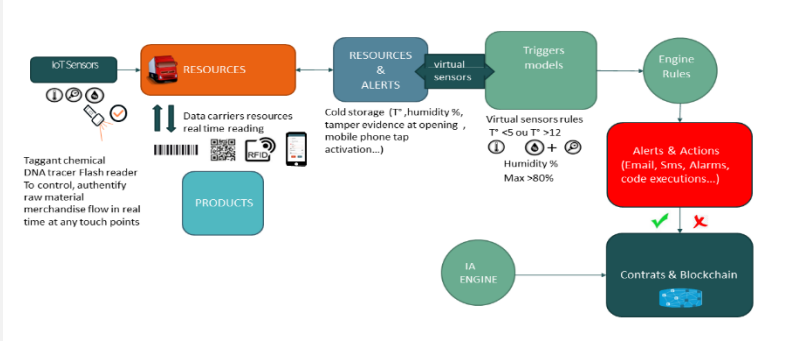 IoT Sensors
RESOURCES
RESOURCES
&
ALERTS
virtual
sensors
Triggers
models
Engine
Rules
Data carriers resources
real time reading
RFID
Cold storage (T° ,humidity %,
tamper evidence at opening ,
mobile phone tap
activation...)
Virtual sensors rules
T° <5 ou T° >12
+
Humidity %
Max >80%
Alerts & Actions
(Email, Sms, Alarms,
code executions...)
Taggant chemical
DNA tracer Flash reader
To control, authentify
raw material
merchandise flow in real
time at any touch points
PRODUCTS
IA
ENGINE
Contrats & Blockchain